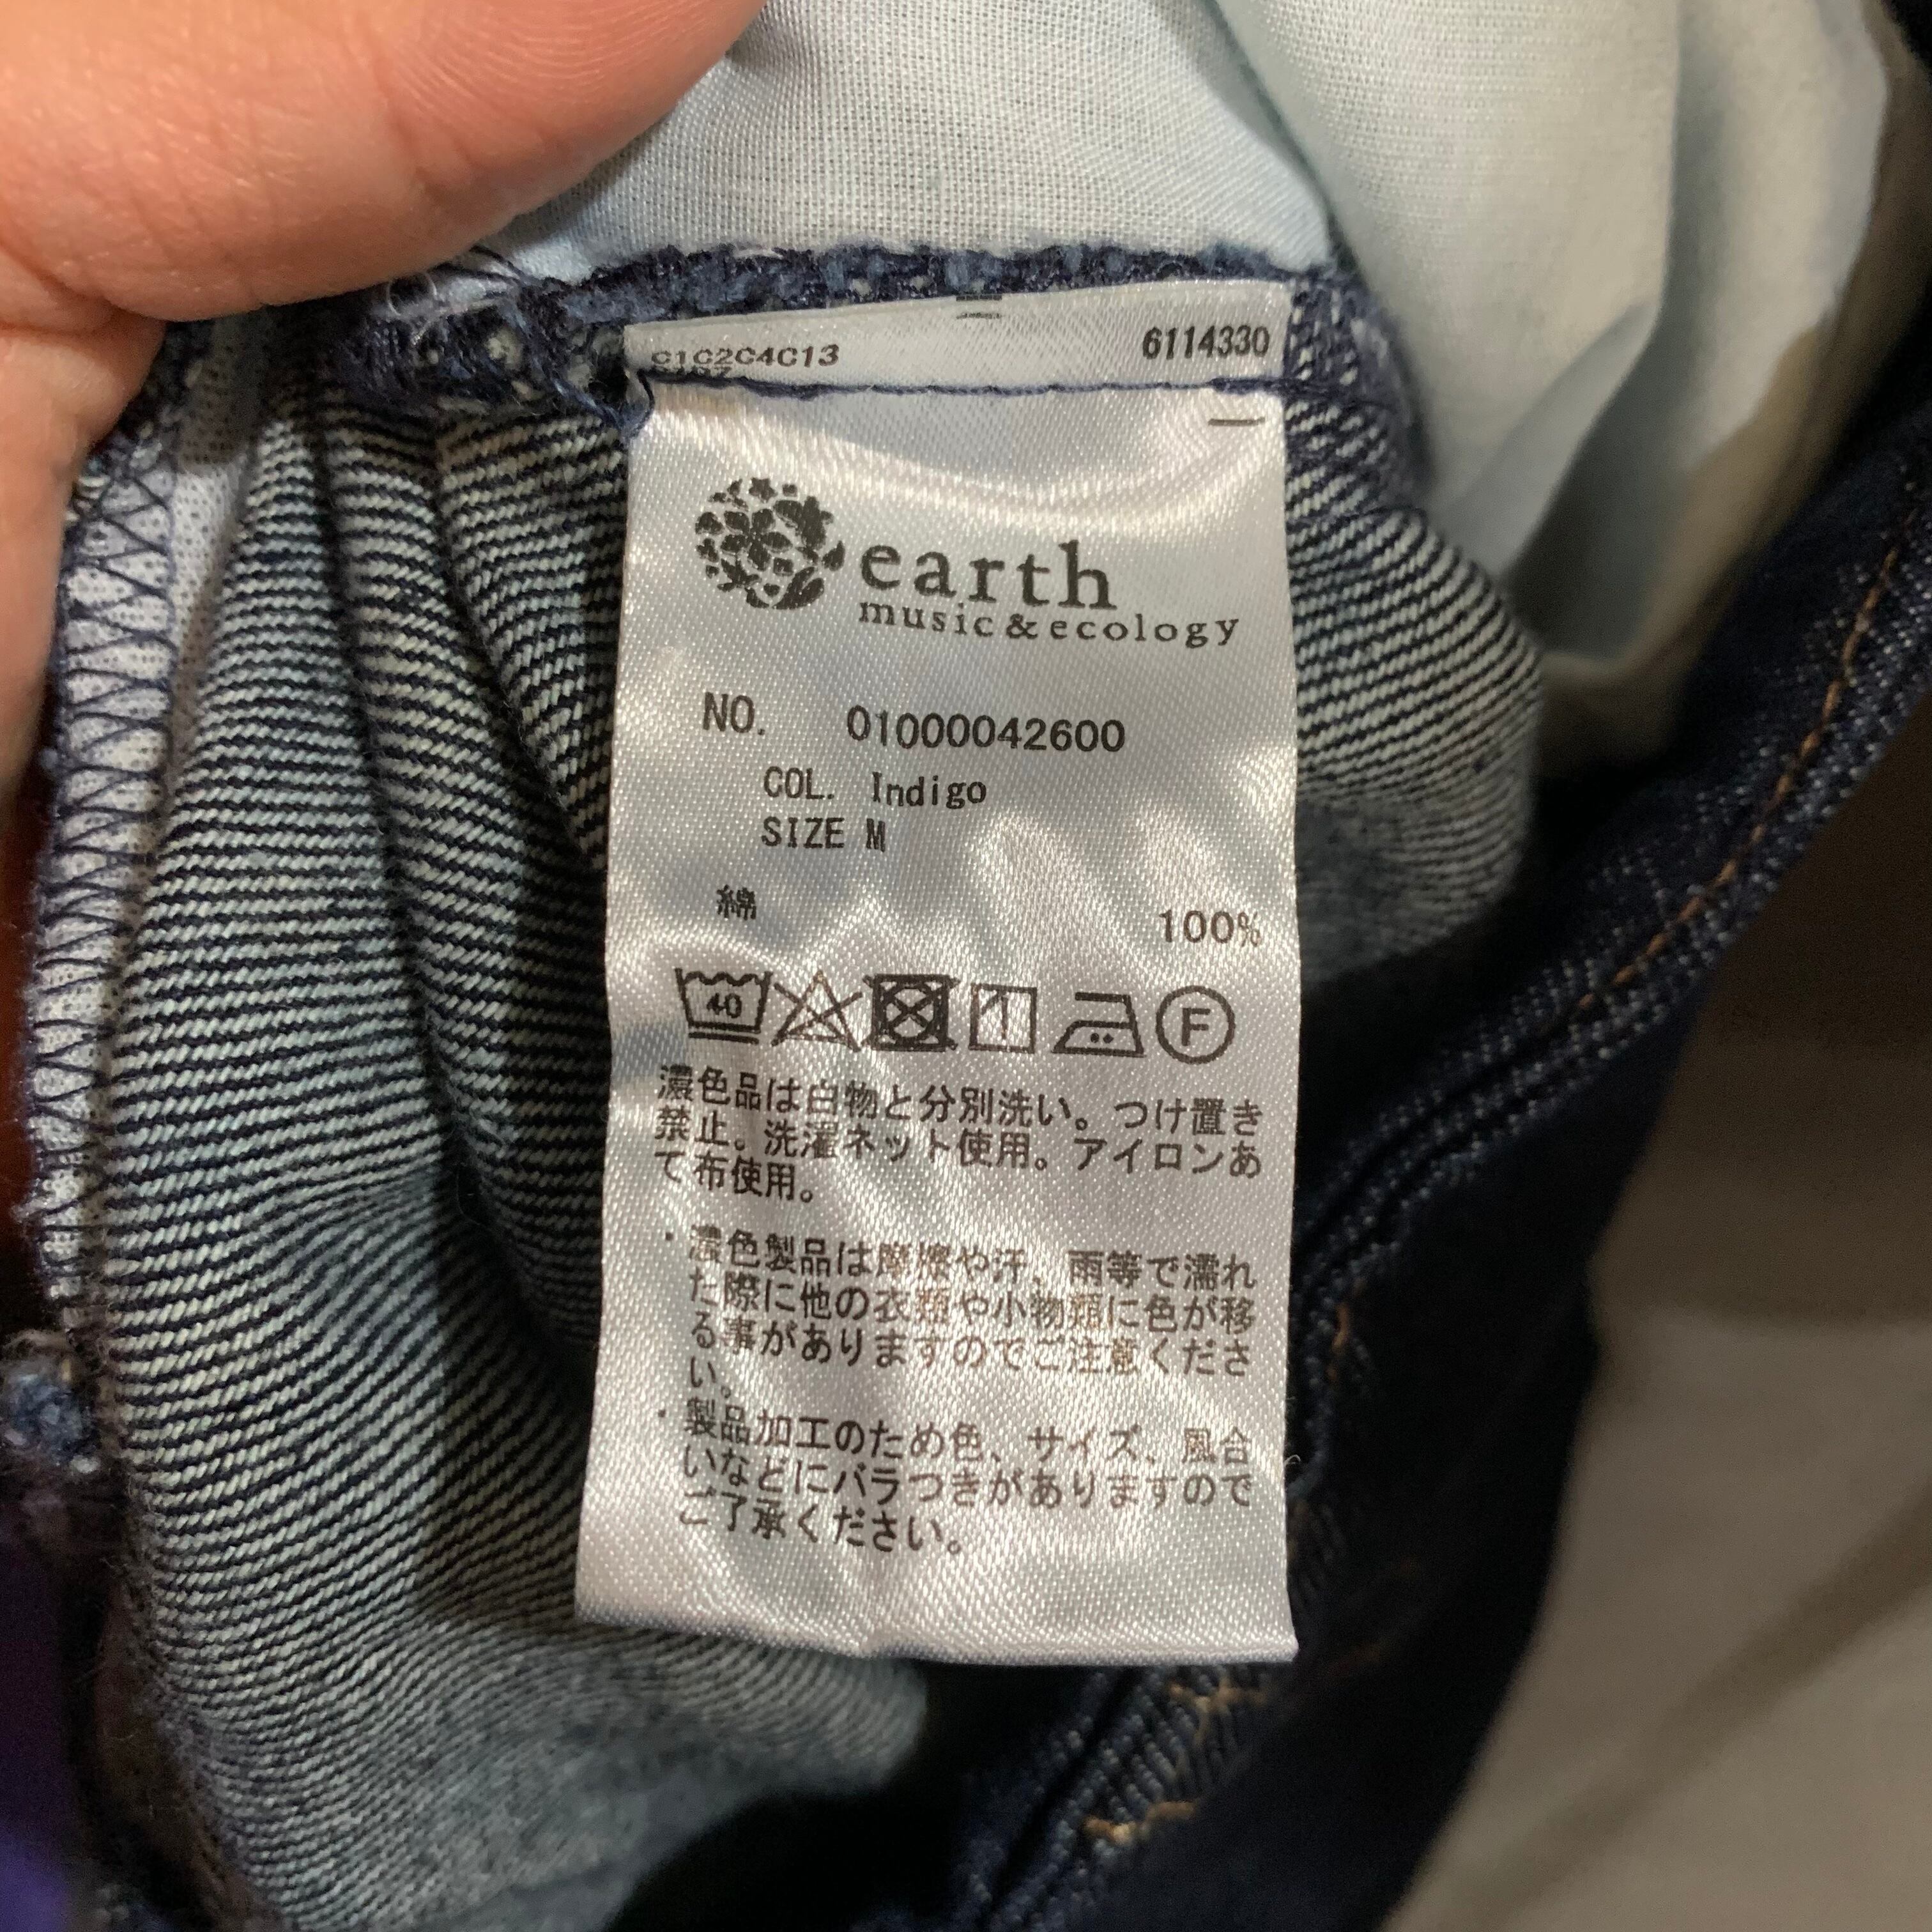 C1C2C4C13
6114330
earth
music&ecology
NO. 01000042600
COL. Indigo
SIZE M
綿 100%
40
F
濃色品は白物と分別洗い。つけ置き
禁止。洗濯ネット使用。アイロンあ
て布使用。
・濃色製品は摩擦や汗、雨等で濡れ
た際に他の衣類や小物類に色が移
る事がありますのでご注意くださ
い。
・製品加工のため色、サイズ、風合
いなどにバラつきがありますので
ご了承ください。